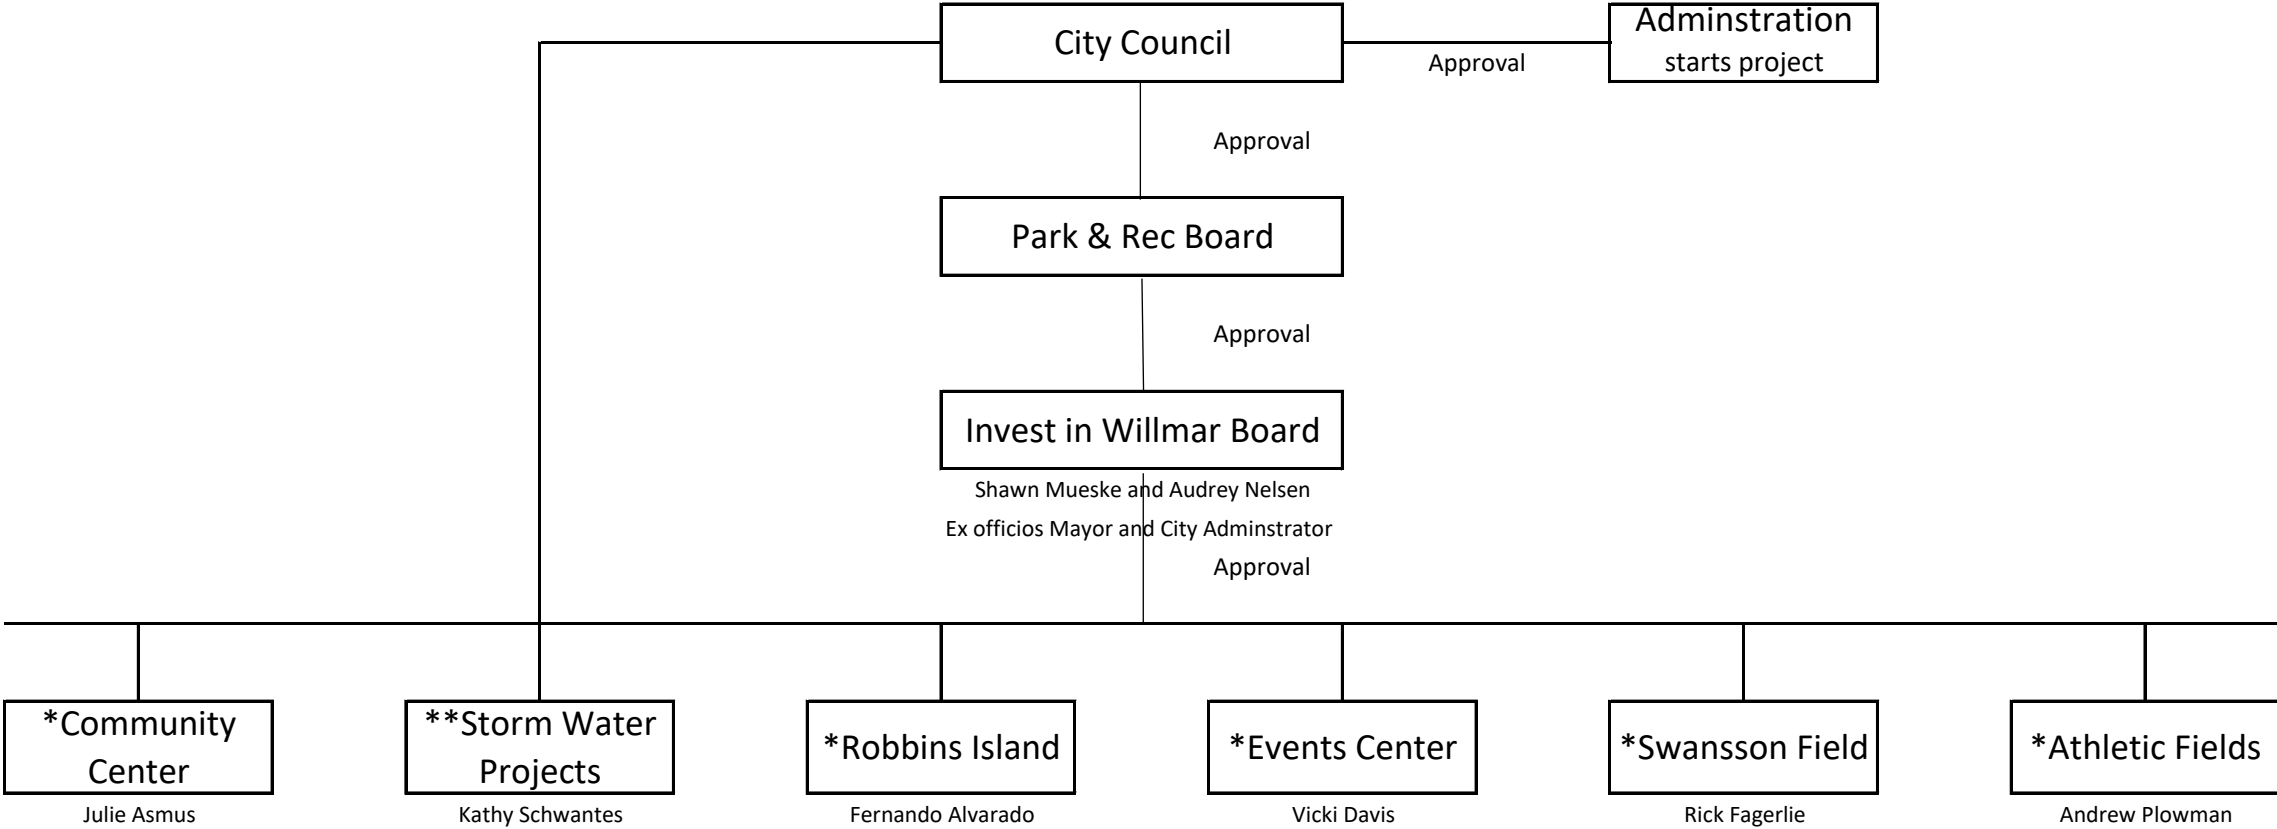 City Council
Adminstration
starts project
Approval
Approval
Park & Rec Board
Approval
Invest in Willmar Board
Shawn Mueske and Audrey Nelsen
Ex officios Mayor and City Adminstrator
Approval
*Community
Center
Julie Asmus
**Storm Water
Projects
Kathy Schwantes
*Robbins Island
Fernando Alvarado
*Events Center
Vicki Davis
*Swansson Field
Rick Fagerlie
*Athletic Fields
Andrew Plowman